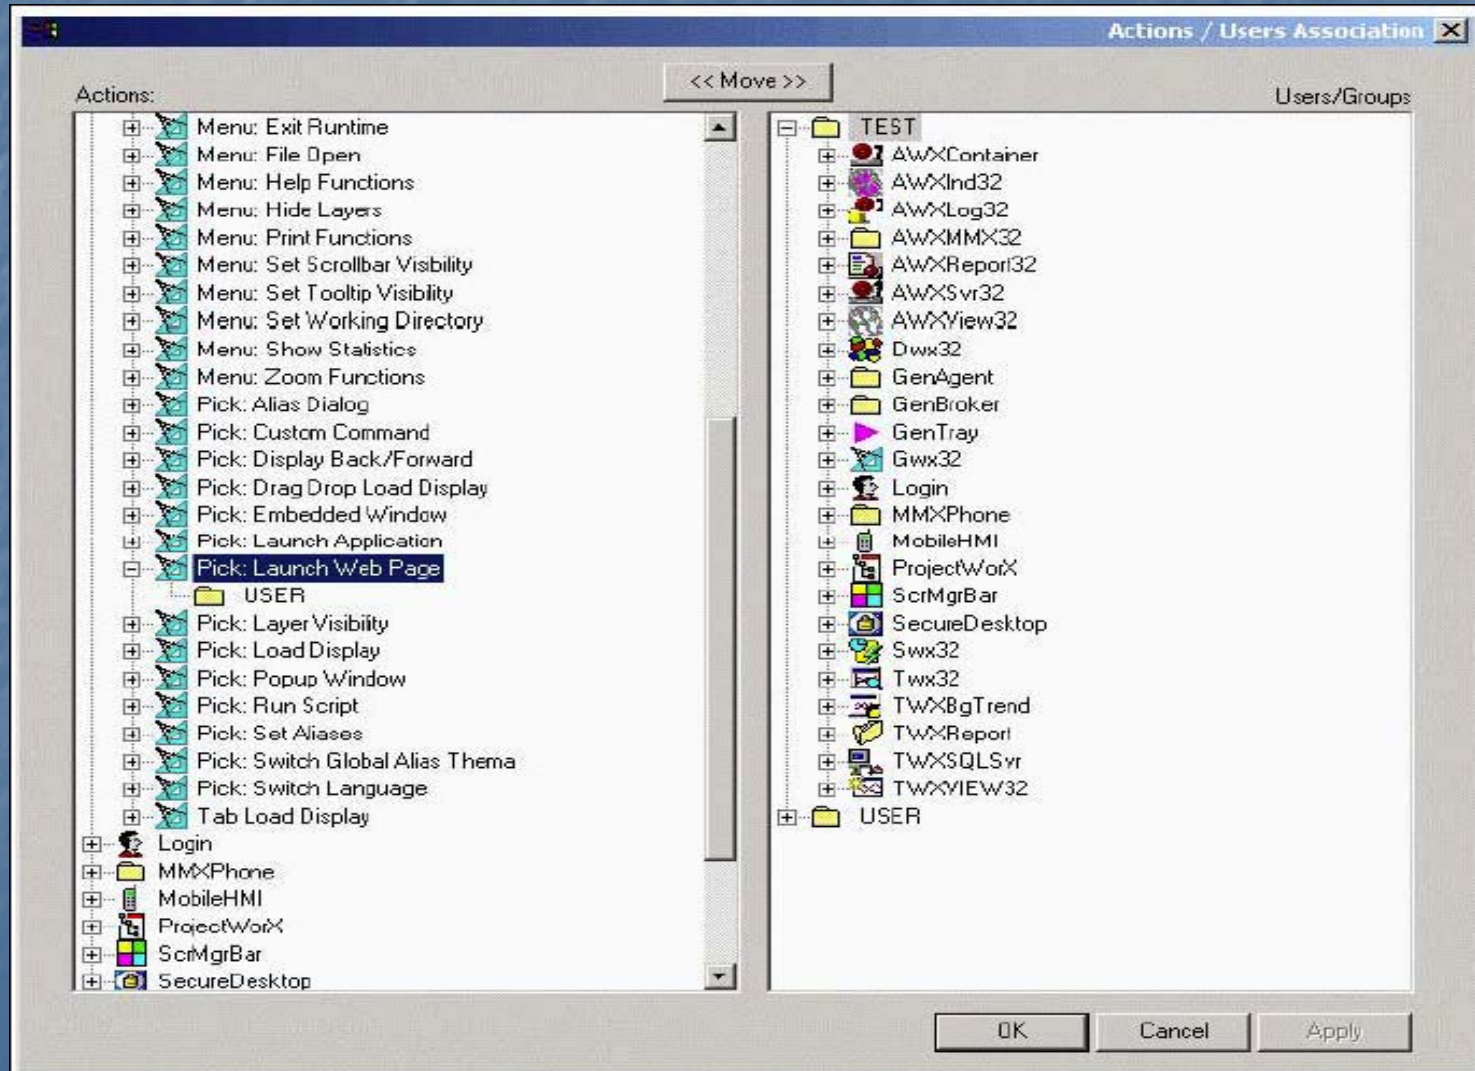 Actions / Users Association
<< Move >>
Actions:
Users/Groups
Menu: Exit Runtime
Menu: File Open
Menu: Help Functions
Menu: Hide Layers
Menu: Print Functions
Menu: Set Scrollbar Visibility
Menu: Set Tooltip Visibility
Menu: Set Working Directory
Menu: Show Statistics
Menu: Zoom Functions
Pick: Alias Dialog
Pick: Custom Command
Pick: Display Back/Forward
Pick: Drag Drop Load Display
Pick: Embedded Window
Pick: Launch Application
Pick: Launch Web Page
USER
Pick: Layer Visibility
Pick: Load Display
Pick: Popup Window
Pick: Run Script
Pick: Set Aliases
Pick: Switch Global Alias Thema
Pick: Switch Language
Tab Load Display
Login
MMXPhone
MobileHMI
ProjectWorX
ScrMgrBar
SecureDesktop
TEST
AWXContainer
AWXInd32
AWXLog32
AWXMMX32
AWXReport32
AWXSvr32
AWXView32
Dwx32
GenAgent
GenBroker
GenTray
Gwx32
Login
MMXPhone
MobileHMI
ProjectWorX
ScrMgrBar
SecureDesktop
Swx32
Twx32
TWXBgTrend
TWXReport
TWXSQLSvr
TWXVIEW32
USER
OK
Cancel
Apply